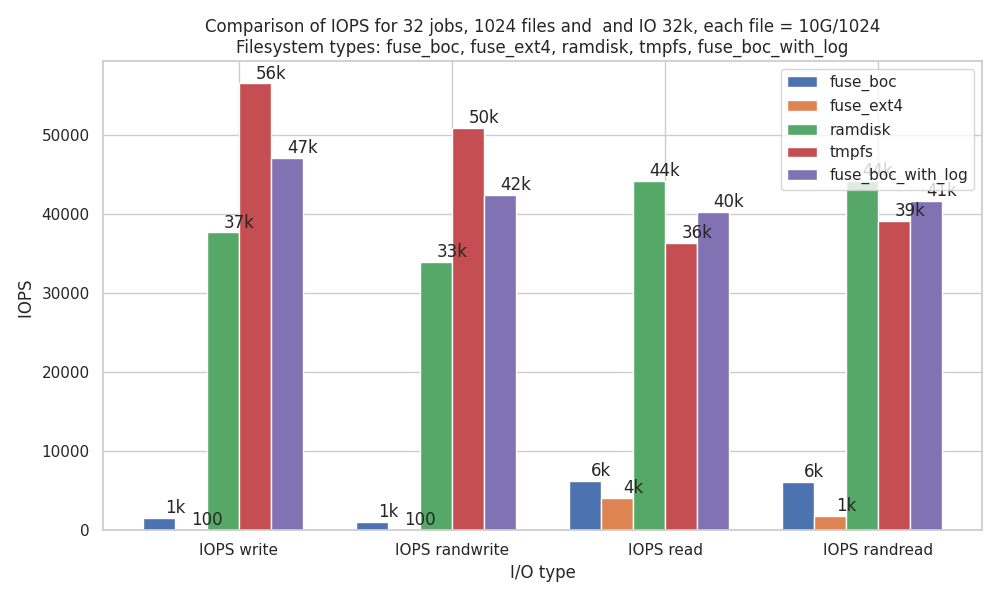 Comparison of IOPS for 32 jobs, 1024 files and  and IO 32k, each file = 10G/1024
Filesystem types: fuse_boc, fuse_ext4, ramdisk, tmpfs, fuse_boc_with_log
fuse_boc
fuse_ext4
ramdisk
tmpfs
fuse_boc_with_log
IOPS
50000
40000
30000
20000
10000
0
1k
100
37k
56k
47k
1k
100
33k
50k
42k
6k
4k
44k
36k
40k
6k
1k
44k
39k
41k
IOPS write
IOPS randwrite
IOPS read
IOPS randread
I/O type